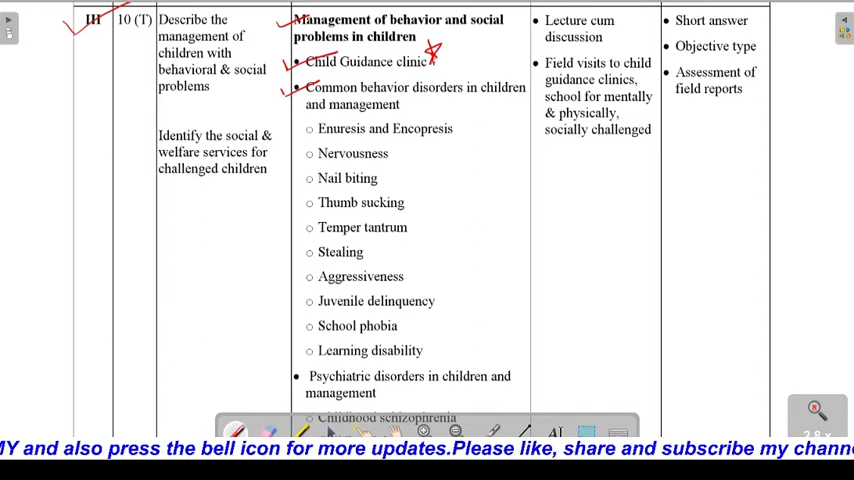 III
10 (T)
Describe the
management of
children with
behavioral & social
problems
Identify the social &
welfare services for
challenged children
Management of behavior and social
problems in children
• Child Guidance clinic
• Common behavior disorders in children
and management
○ Enuresis and Encopresis
○ Nervousness
○ Nail biting
○ Thumb sucking
○ Temper tantrum
○ Stealing
○ Aggressiveness
○ Juvenile delinquency
○ School phobia
○ Learning disability
• Psychiatric disorders in children and
management
○ Childhood schizophrenia
• Lecture cum
discussion
• Field visits to child
guidance clinics,
school for mentally
& physically,
socially challenged
• Short answer
• Objective type
• Assessment of
field reports
2.8 x
MY and also press the bell icon for more updates.Please like, share and subscribe my chann